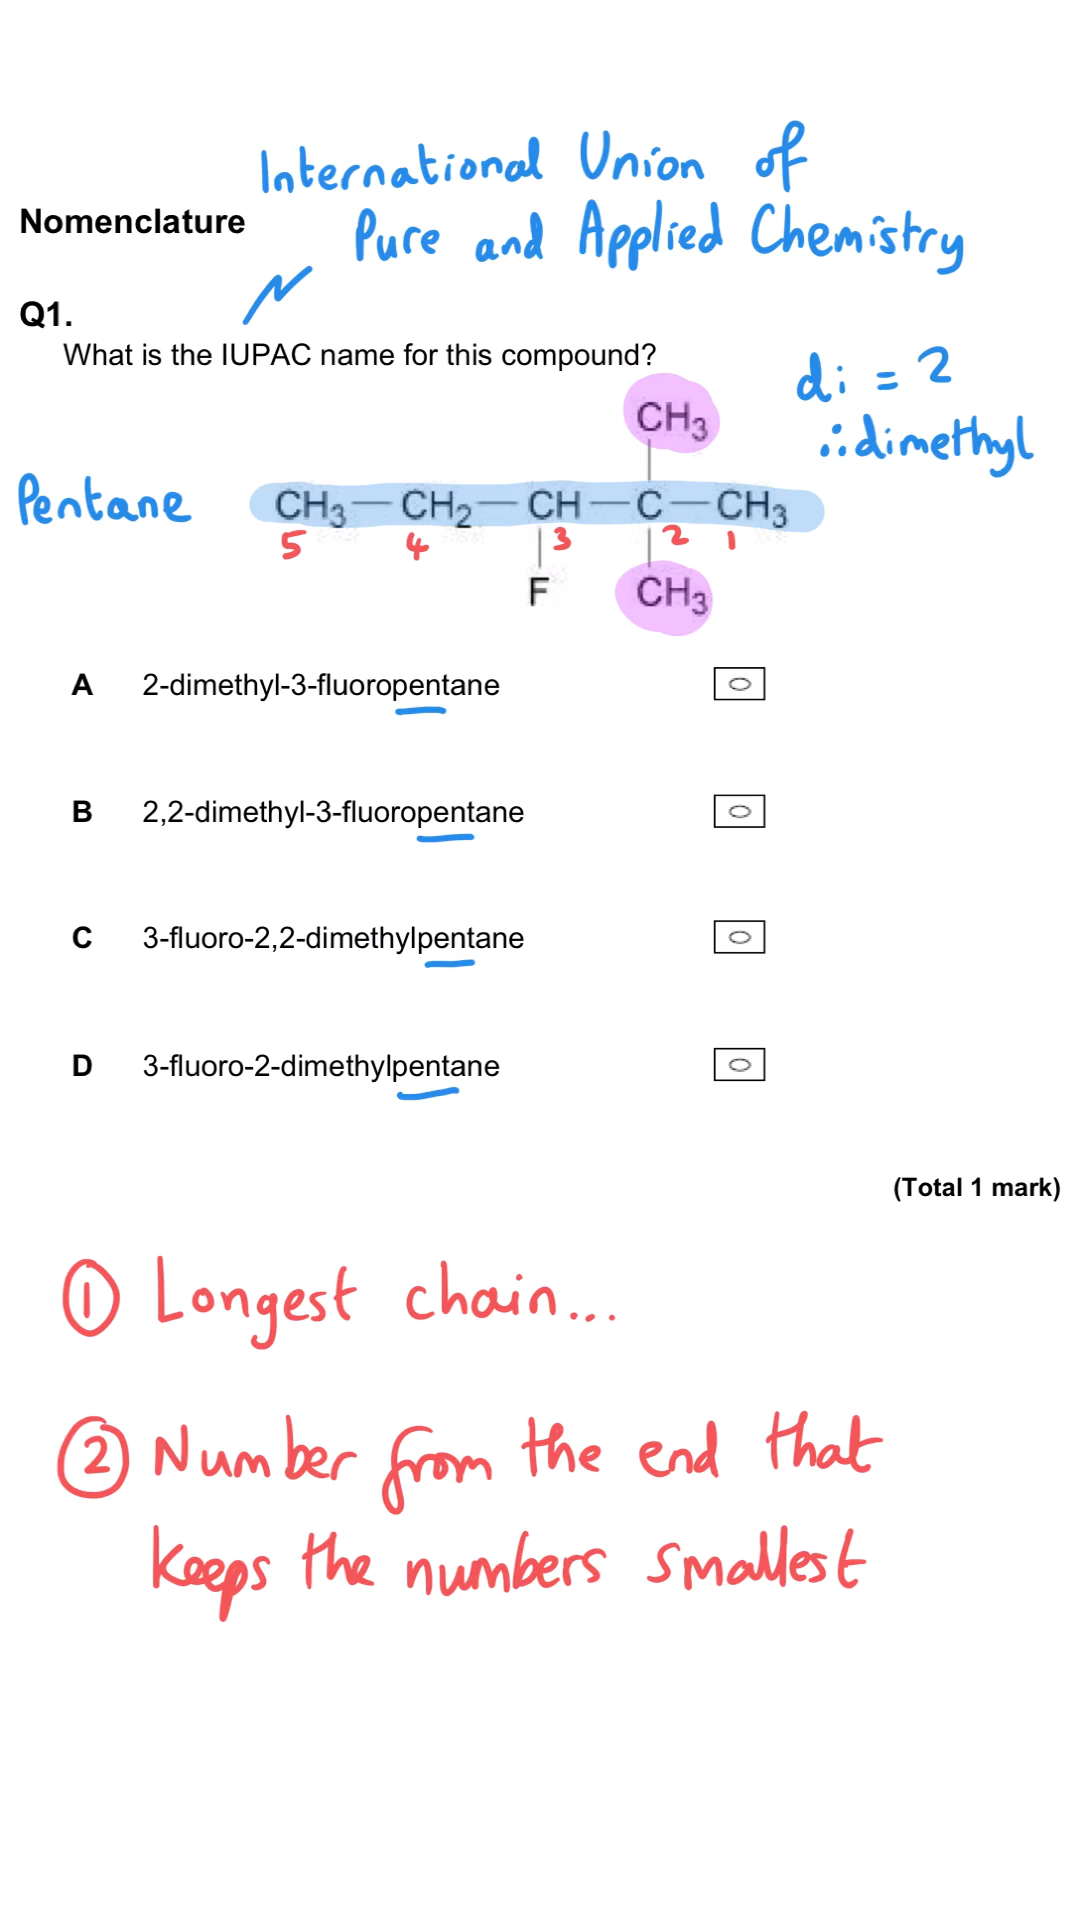 International Union of
Nomenclature
Pure and Applied Chemistry
Q1.
What is the IUPAC name for this compound?
di = 2
∴dimethyl
CH3
Pentane
CH3—CH2—CH—C—CH3
5 4 3 2 1
F
CH3
A 2-dimethyl-3-fluoropentane
B 2,2-dimethyl-3-fluoropentane
C 3-fluoro-2,2-dimethylpentane
D 3-fluoro-2-dimethylpentane
(Total 1 mark)
① Longest chain...
② Number from the end that
keeps the numbers smallest